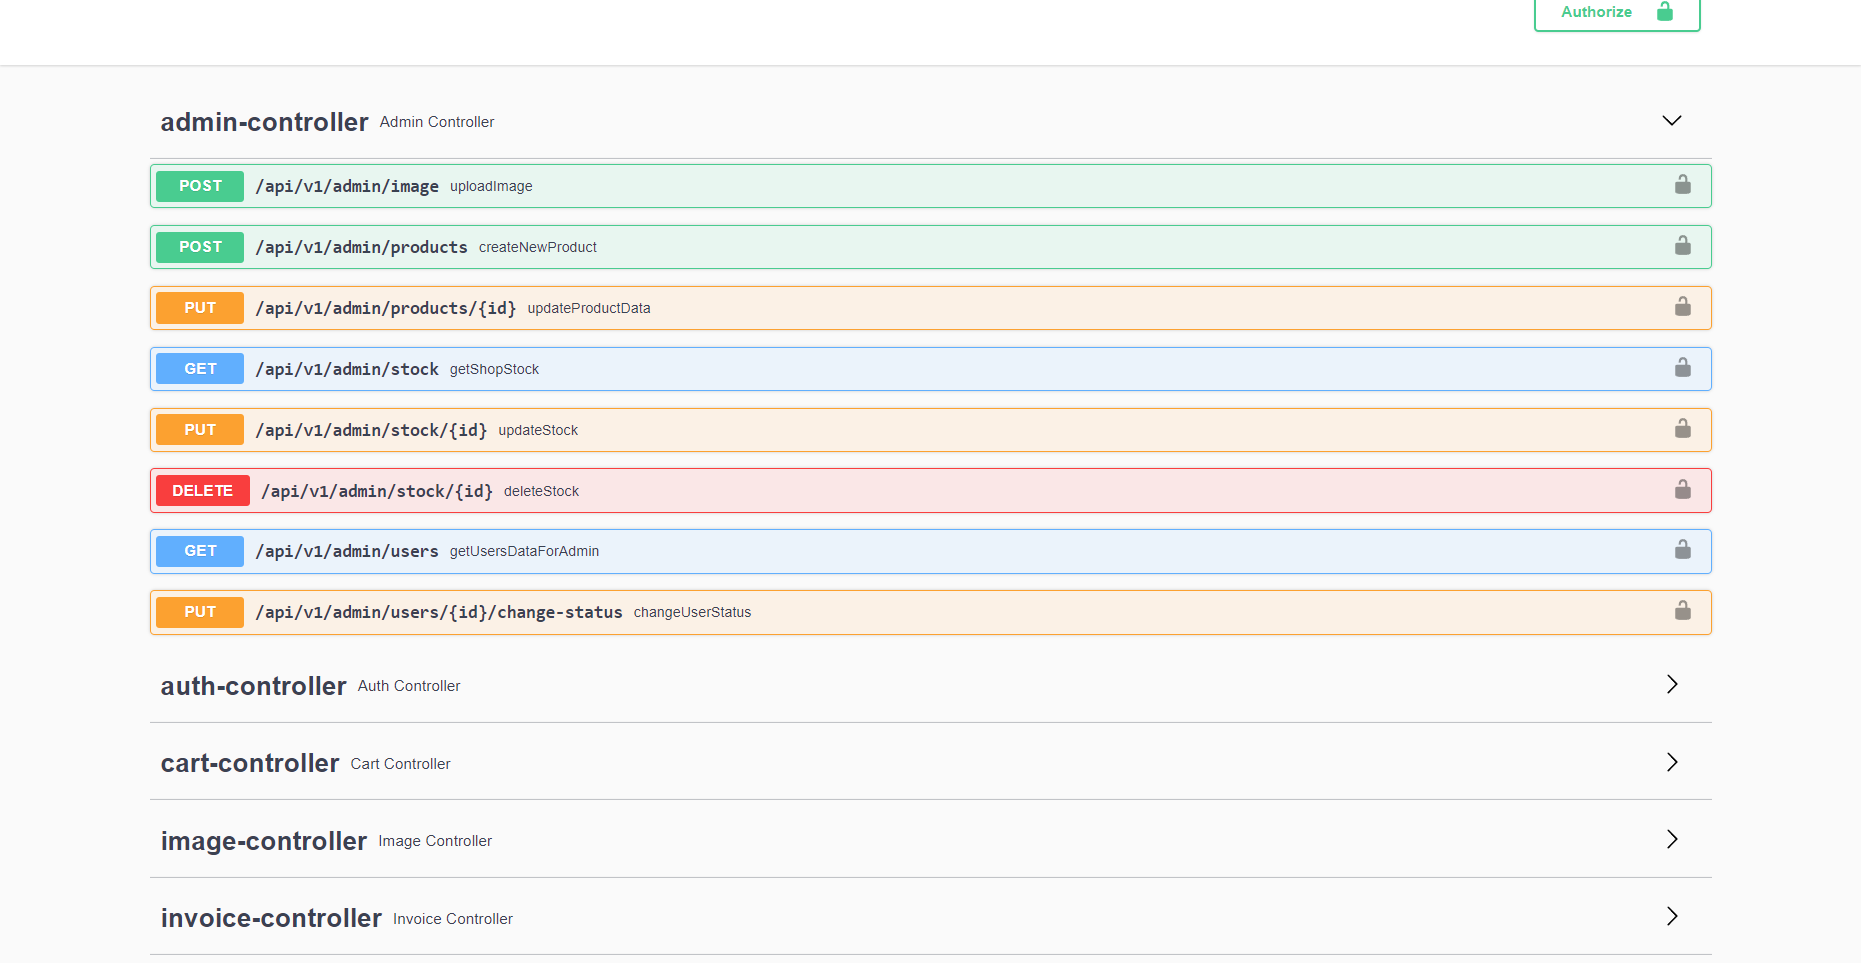 Authorize
admin-controller Admin Controller
POST /api/v1/admin/image uploadImage
POST /api/v1/admin/products createNewProduct
PUT /api/v1/admin/products/{id} updateProductData
GET /api/v1/admin/stock getShopStock
PUT /api/v1/admin/stock/{id} updateStock
DELETE /api/v1/admin/stock/{id} deleteStock
GET /api/v1/admin/users getUsersDataForAdmin
PUT /api/v1/admin/users/{id}/change-status changeUserStatus
auth-controller Auth Controller
cart-controller Cart Controller
image-controller Image Controller
invoice-controller Invoice Controller